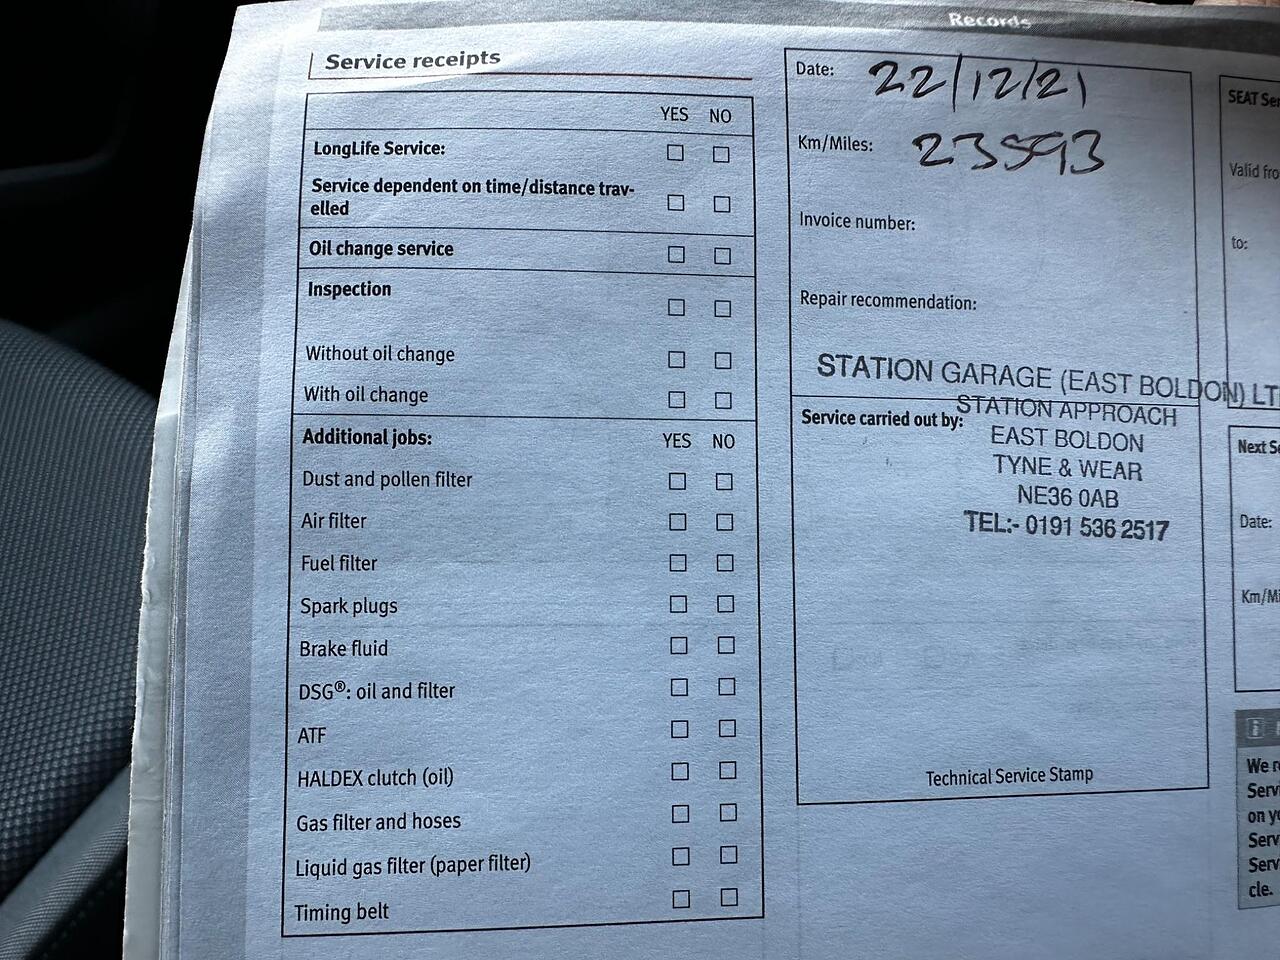 Records
Service receipts
YES NO
LongLife Service:
Service dependent on time/distance trav-
elled
Oil change service
Inspection
Without oil change
With oil change
Additional jobs: YES NO
Dust and pollen filter
Air filter
Fuel filter
Spark plugs
Brake fluid
DSG®: oil and filter
ATF
HALDEX clutch (oil)
Gas filter and hoses
Liquid gas filter (paper filter)
Timing belt
Date: 22/12/21
Km/Miles: 23593
Invoice number:
Repair recommendation:
STATION GARAGE (EAST BOLDON) LT
STATION APPROACH
Service carried out by:
EAST BOLDON
TYNE & WEAR
NE36 0AB
TEL:- 0191 536 2517
Technical Service Stamp
SEAT Ser
Valid fro
to:
Next Se
Date:
Km/Mi
We r
Serv
on y
Serv
Serv
cle.